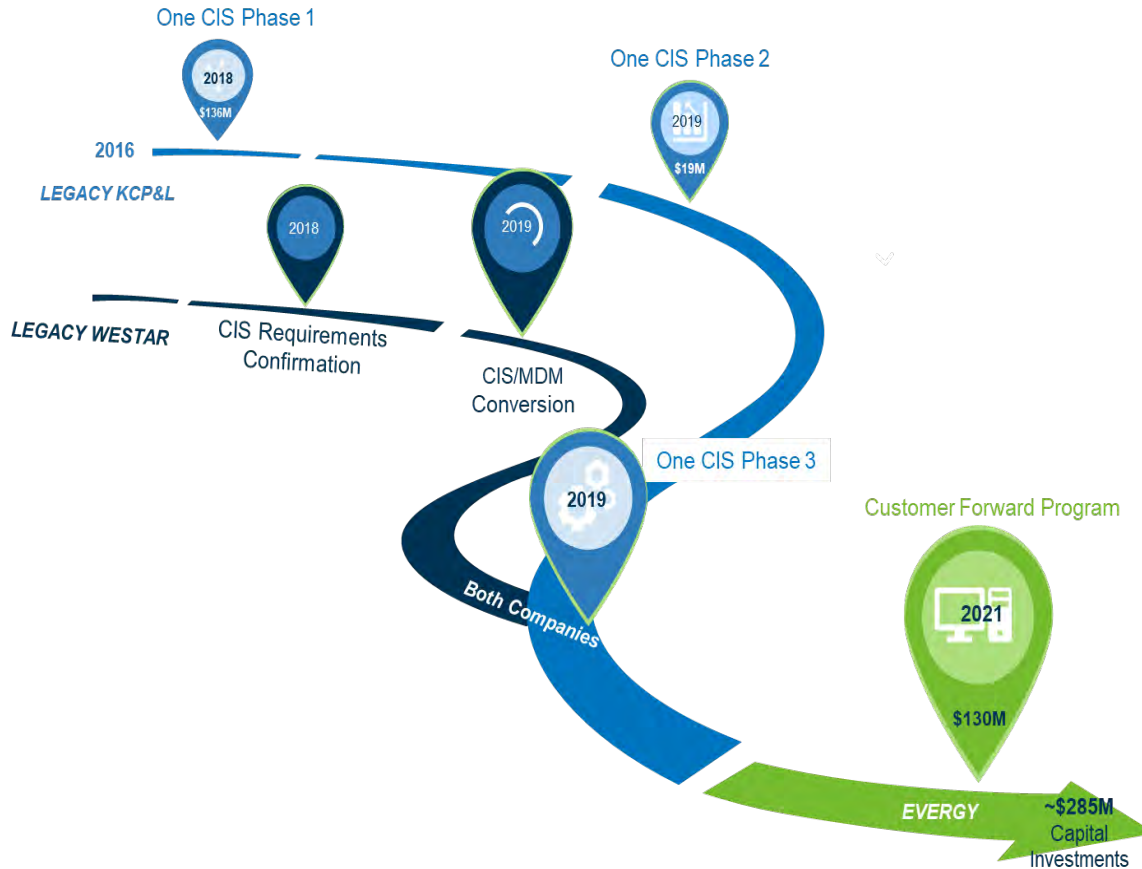 One CIS Phase 1
2018
$136M
One CIS Phase 2
2019
$19M
2016
LEGACY KCP&L
2018
2019
LEGACY WESTAR
CIS Requirements
Confirmation
CIS/MDM
Conversion
One CIS Phase 3
2019
Both Companies
Customer Forward Program
2021
$130M
EVERGY
~$285M
Capital
Investments